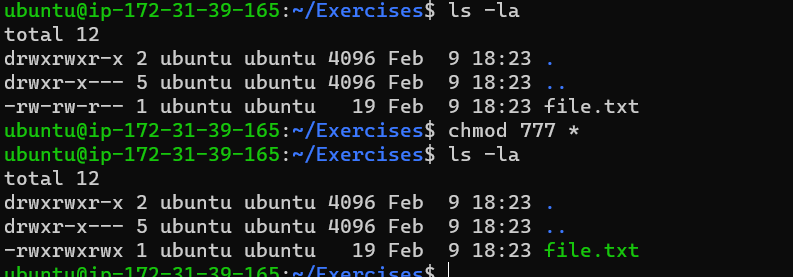 ubuntu@ip-172-31-39-165:~/Exercises$ ls -la
total 12
drwxrwxr-x 2 ubuntu ubuntu 4096 Feb  9 18:23 .
drwxr-x--- 5 ubuntu ubuntu 4096 Feb  9 18:23 ..
-rw-rw-r-- 1 ubuntu ubuntu   19 Feb  9 18:23 file.txt
ubuntu@ip-172-31-39-165:~/Exercises$ chmod 777 *
ubuntu@ip-172-31-39-165:~/Exercises$ ls -la
total 12
drwxrwxr-x 2 ubuntu ubuntu 4096 Feb  9 18:23 .
drwxr-x--- 5 ubuntu ubuntu 4096 Feb  9 18:23 ..
-rwxrwxrwx 1 ubuntu ubuntu   19 Feb  9 18:23 file.txt
ubuntu@ip-172-31-39-165:~/Exercises$